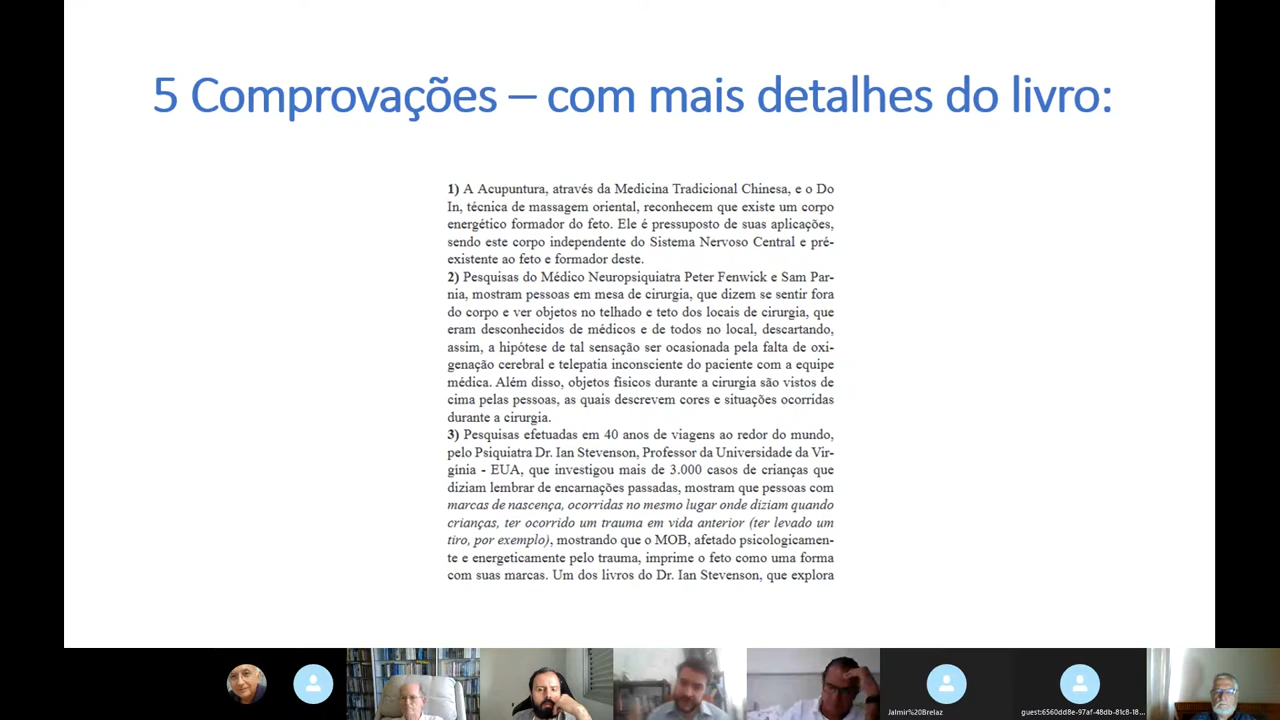 5 Comprovações – com mais detalhes do livro:
1) A Acupuntura, através da Medicina Tradicional Chinesa, e o Do
In, técnica de massagem oriental, reconhecem que existe um corpo
energético formador do feto. Ele é pressuposto de suas aplicações,
sendo este corpo independente do Sistema Nervoso Central e pré-
existente ao feto e formador deste.
2) Pesquisas do Médico Neuropsiquiatra Peter Fenwick e Sam Par-
nia, mostram pessoas em mesa de cirurgia, que dizem se sentir fora
do corpo e ver objetos no telhado e teto dos locais de cirurgia, que
eram desconhecidos de médicos e de todos no local, descartando,
assim, a hipótese de tal sensação ser ocasionada pela falta de oxi-
genação cerebral e telepatia inconsciente do paciente com a equipe
médica. Além disso, objetos físicos durante a cirurgia são vistos de
cima pelas pessoas, as quais descrevem cores e situações ocorridas
durante a cirurgia.
3) Pesquisas efetuadas em 40 anos de viagens ao redor do mundo,
pelo Psiquiatra Dr. Ian Stevenson, Professor da Universidade da Vir-
gínia - EUA, que investigou mais de 3.000 casos de crianças que
diziam lembrar de encarnações passadas, mostram que pessoas com
marcas de nascença, ocorridas no mesmo lugar onde diziam quando
crianças, ter ocorrido um trauma em vida anterior (ter levado um
tiro, por exemplo), mostrando que o MOB, afetado psicologicamen-
te e energeticamente pelo trauma, imprime o feto como uma forma
com suas marcas. Um dos livros do Dr. Ian Stevenson, que explora
Jalmir%20Brelaz
guest:6560dd8e-97af-48db-81c8-18...